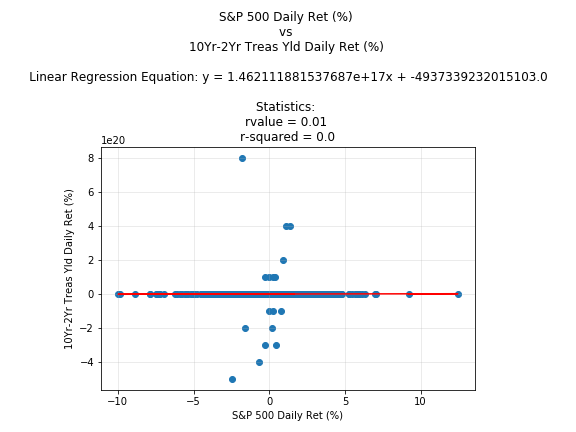 S&P 500 Daily Ret (%)
vs
10Yr-2Yr Treas Yld Daily Ret (%)
Linear Regression Equation: y = 1.462111881537687e+17x + -4937339232015103.0
Statistics:
rvalue = 0.01
r-squared = 0.0
1e20
8
6
4
2
0
−2
−4
10Yr-2Yr Treas Yld Daily Ret (%)
−10
−5
0
5
10
S&P 500 Daily Ret (%)